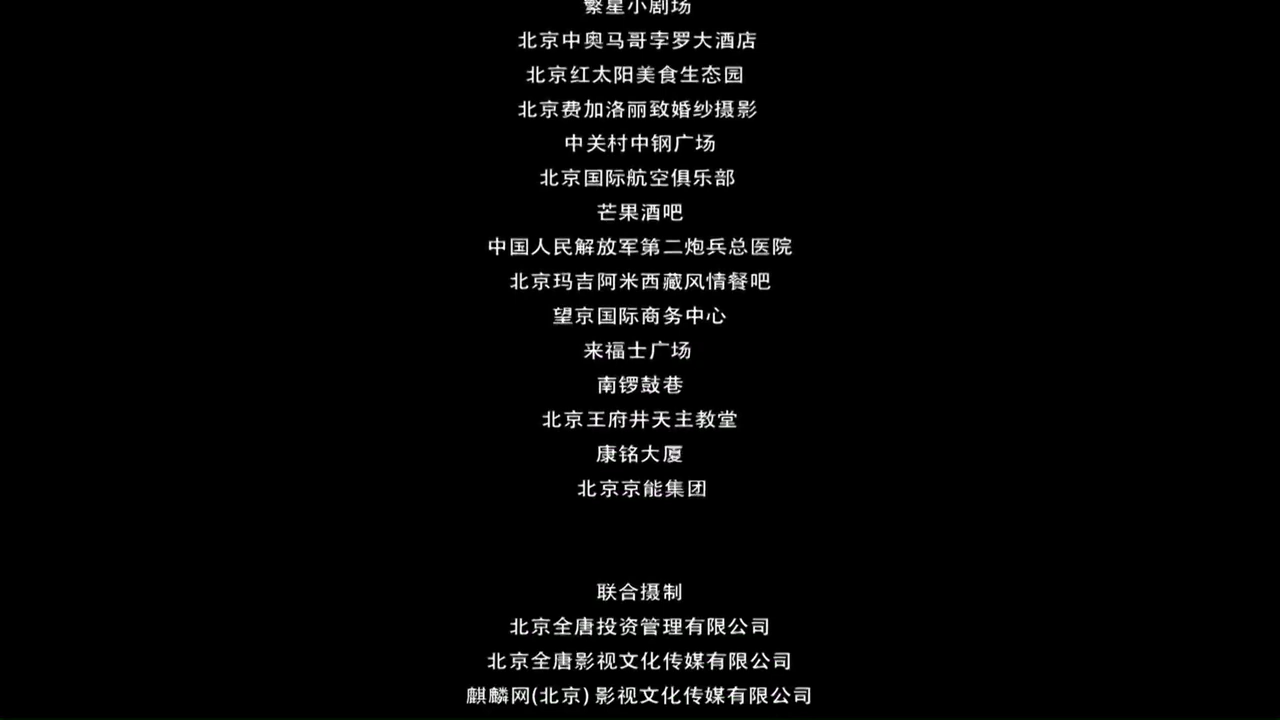 繁星小剧场
北京中奥马哥孛罗大酒店
北京红太阳美食生态园
北京费加洛丽致婚纱摄影
中关村中钢广场
北京国际航空俱乐部
芒果酒吧
中国人民解放军第二炮兵总医院
北京玛吉阿米西藏风情餐吧
望京国际商务中心
来福士广场
南锣鼓巷
北京王府井天主教堂
康铭大厦
北京京能集团
联合摄制
北京全唐投资管理有限公司
北京全唐影视文化传媒有限公司
麒麟网(北京)影视文化传媒有限公司